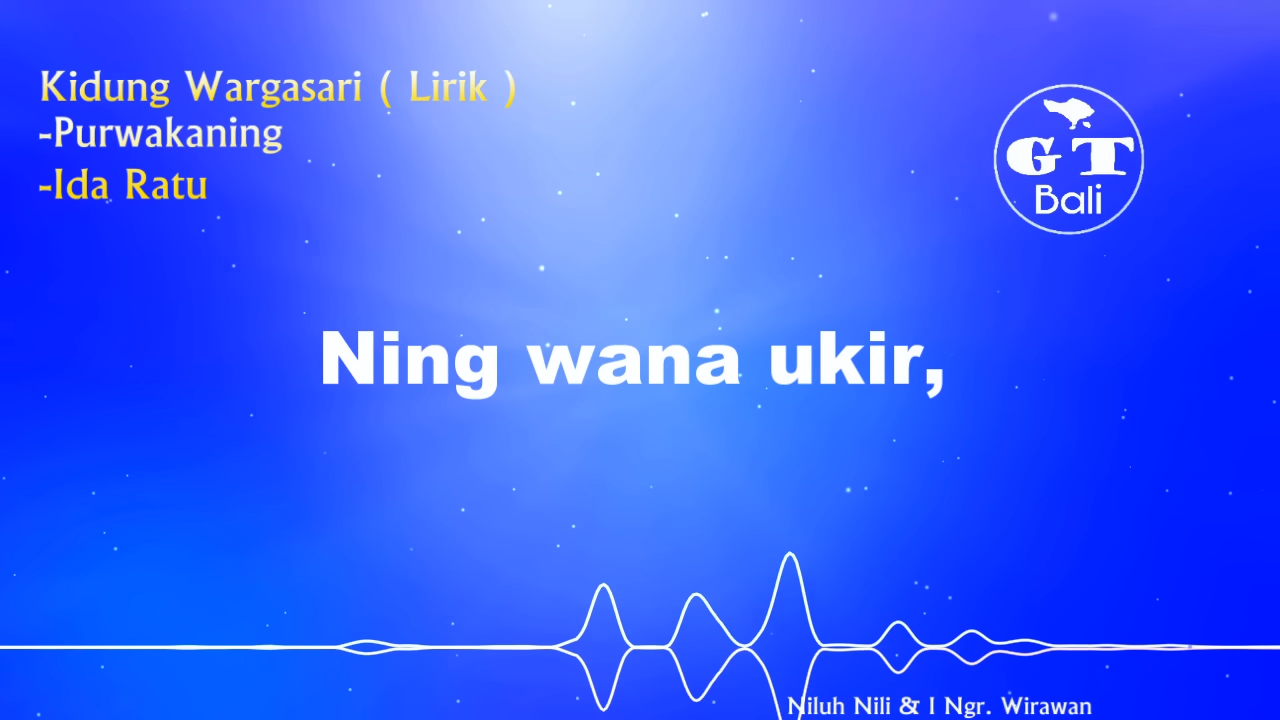 Kidung Wargasari ( Lirik )
-Purwakaning
-Ida Ratu
GT
Bali
Ning wana ukir,
Niluh Nili & I Ngr. Wirawan